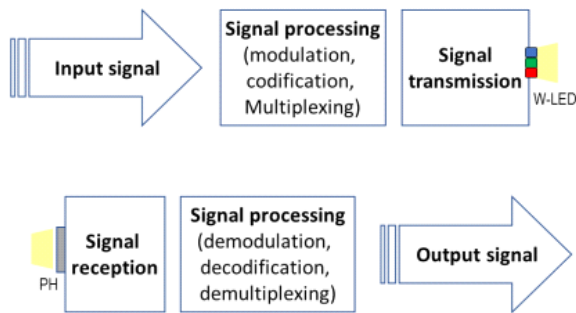 Input signal
Signal processing
(modulation,
codification,
Multiplexing)
Signal
transmission
W-LED
PH
Signal
reception
Signal processing
(demodulation,
decodification,
demultiplexing)
Output signal